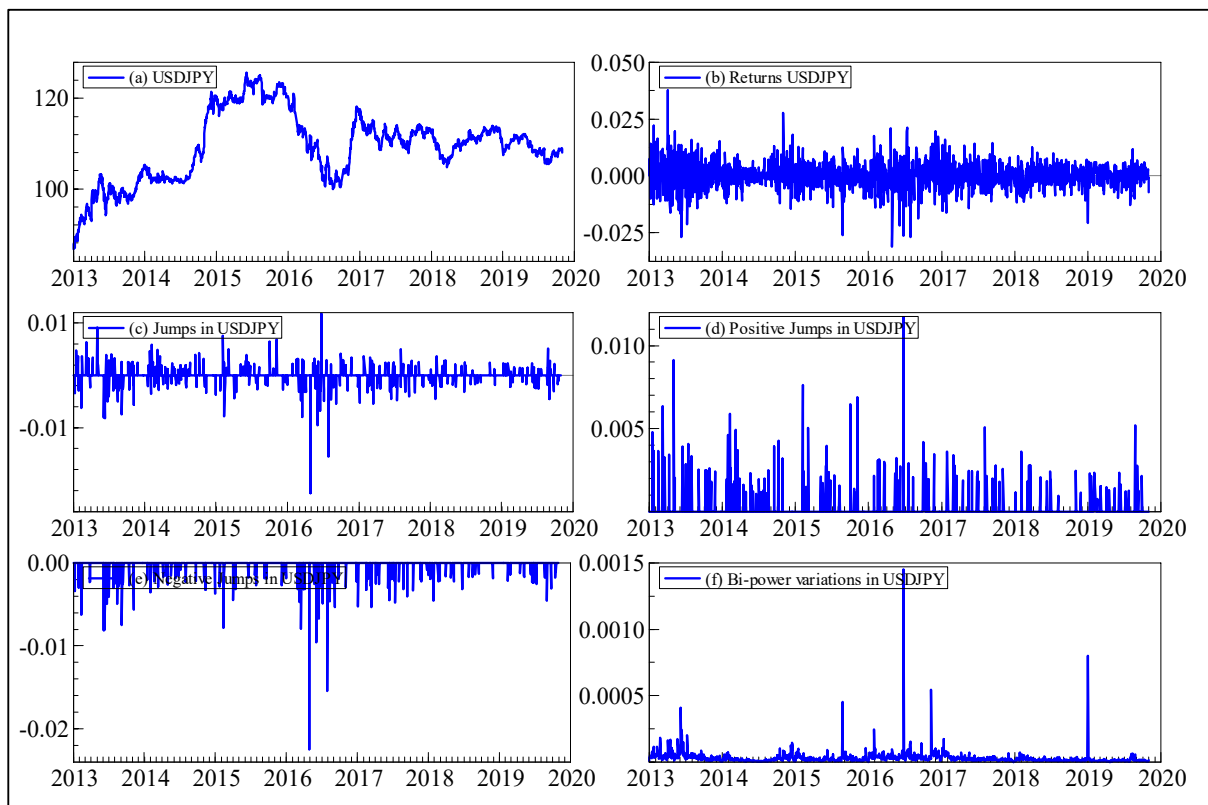 (a) USDJPY
120
100
2013 2014 2015 2016 2017 2018 2019 2020
(b) Returns USDJPY
0.050
0.025
0.000
-0.025
2013 2014 2015 2016 2017 2018 2019 2020
(c) Jumps in USDJPY
0.01
-0.01
2013 2014 2015 2016 2017 2018 2019 2020
(d) Positive Jumps in USDJPY
0.010
0.005
2013 2014 2015 2016 2017 2018 2019 2020
(e) Negative Jumps in USDJPY
0.00
-0.01
-0.02
2013 2014 2015 2016 2017 2018 2019 2020
(f) Bi-power variations in USDJPY
0.0015
0.0010
0.0005
2013 2014 2015 2016 2017 2018 2019 2020